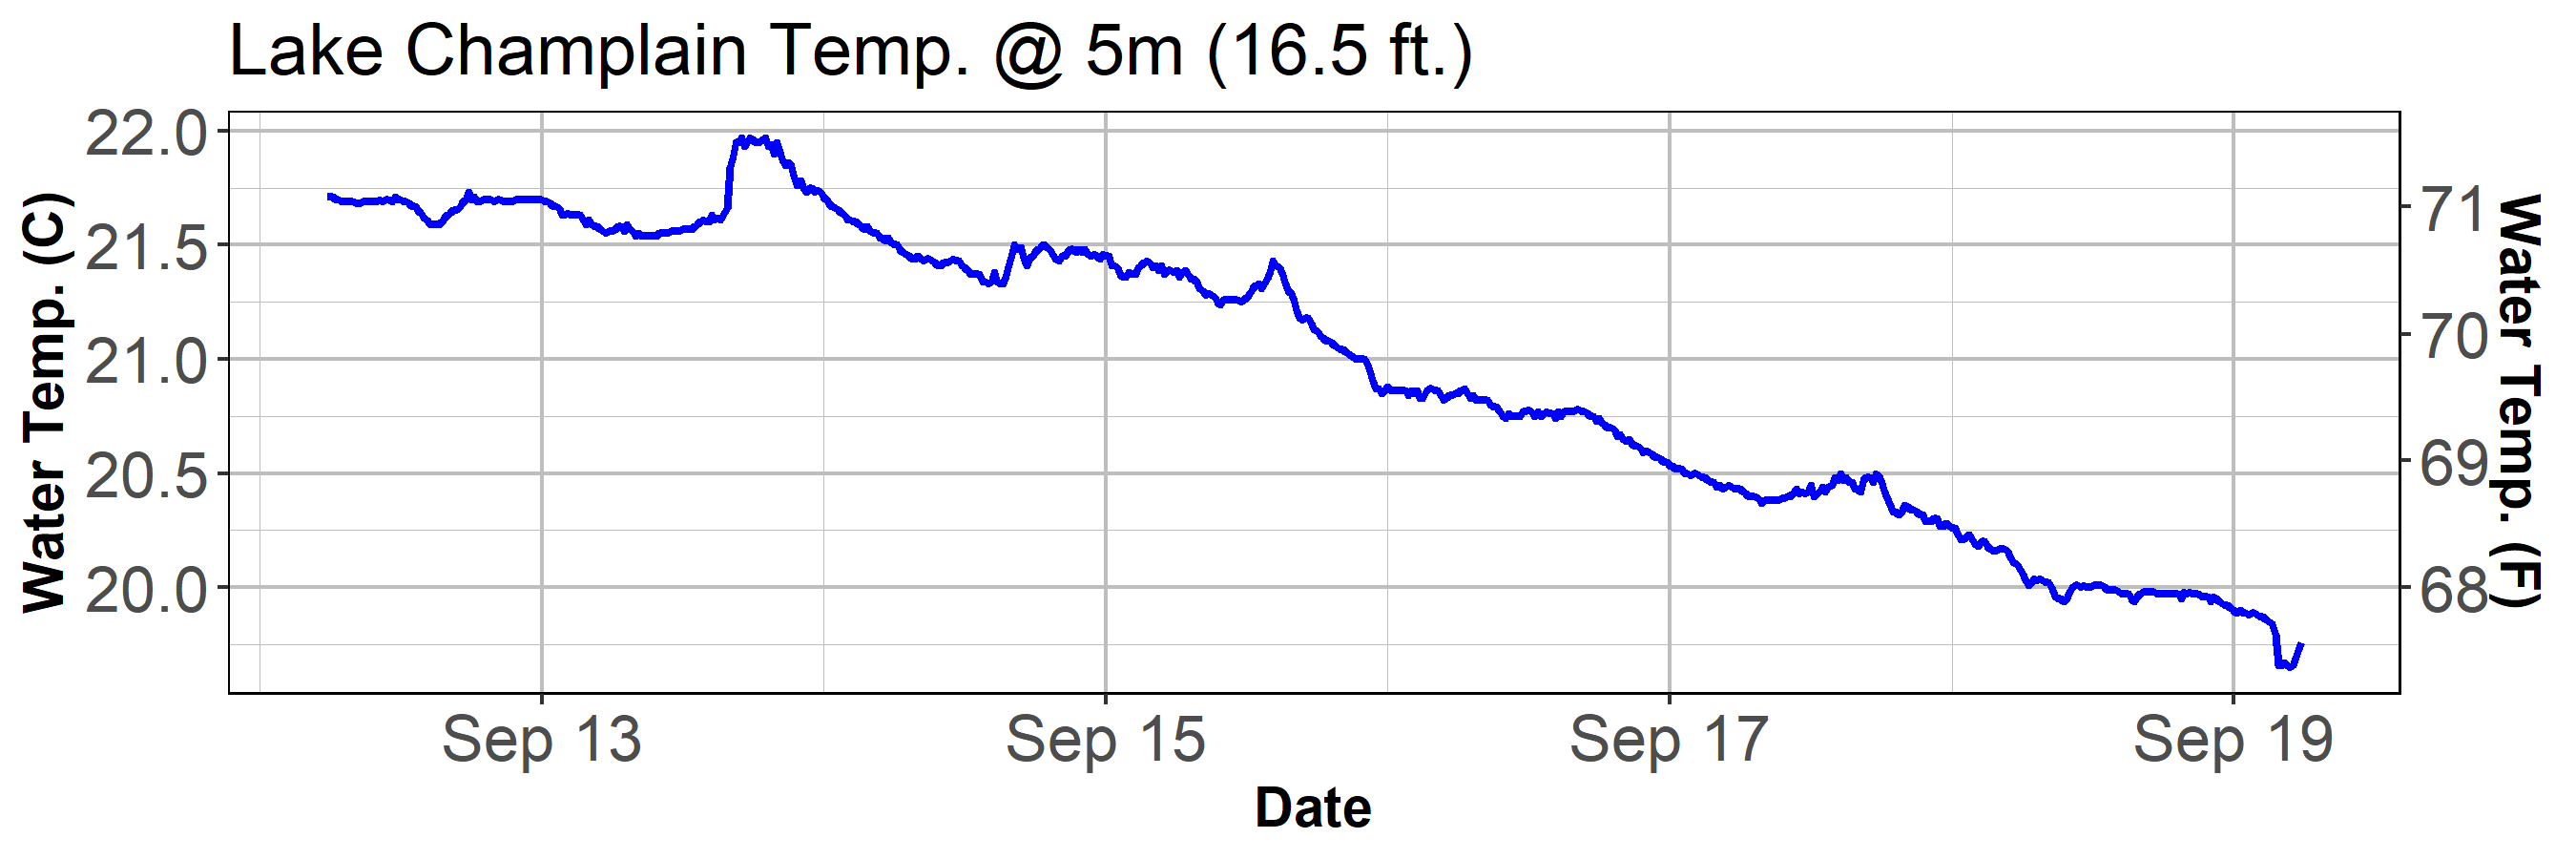 Lake Champlain Temp. @ 5m (16.5 ft.)
Water Temp. (C)
22.0
21.5
21.0
20.5
20.0
71
70
69
68
Water Temp. (F)
Sep 13 Sep 15 Sep 17 Sep 19
Date